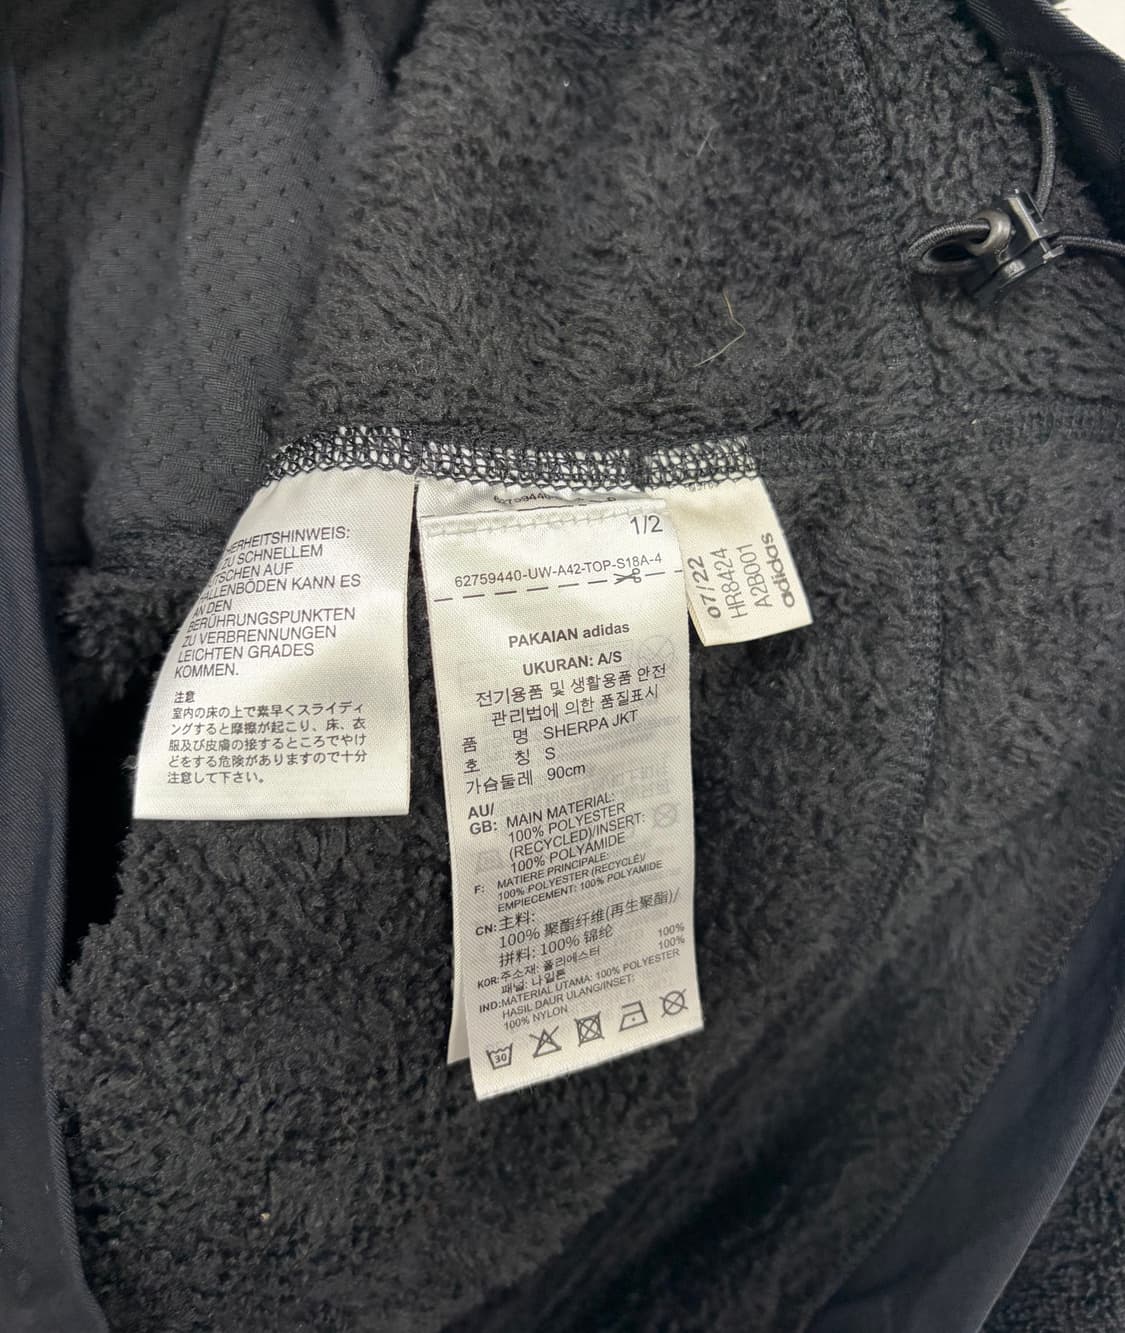 ZU SCHNELLEM
AUF
KANN ES
AN DEN
BERÜHRUNGSPUNKTEN
ZU VERBRENNUNGEN
LEICHTEN GRADES
KOMMEN.
注意
室内の床の上で素早くスライディ
ングすると摩擦が起こり、床、衣
服及び皮膚の接するところでやけ
どをする危険がありますので十分
注意して下さい。
1/2
62759440-UW-A42-TOP-S18A-4
PAKAIAN adidas
UKURAN: A/S
전기용품 및 생활용품 안전
관리법에 의한 품질표시
품 명 SHERPA JKT
호 칭 S
가슴둘레 90cm
AU/
GB: MAIN MATERIAL:
100% POLYESTER
(RECYCLED)/INSERT:
100% POLYAMIDE
F: MATIERE PRINCIPALE:
100% POLYESTER (RECYCLÉ)/
EMPIECEMENT: 100% POLYAMIDE
CN: 主料:
100% 聚酯纤维(再生聚酯)/
拼料: 100% 锦纶
KOR: 주소재: 폴리에스터 100%
패널: 나일론 100%
IND: MATERIAL UTAMA: 100% POLYESTER
HASIL DAUR ULANG/INSET:
100% NYLON
30
07/22
HR8424
A2B001
adidas